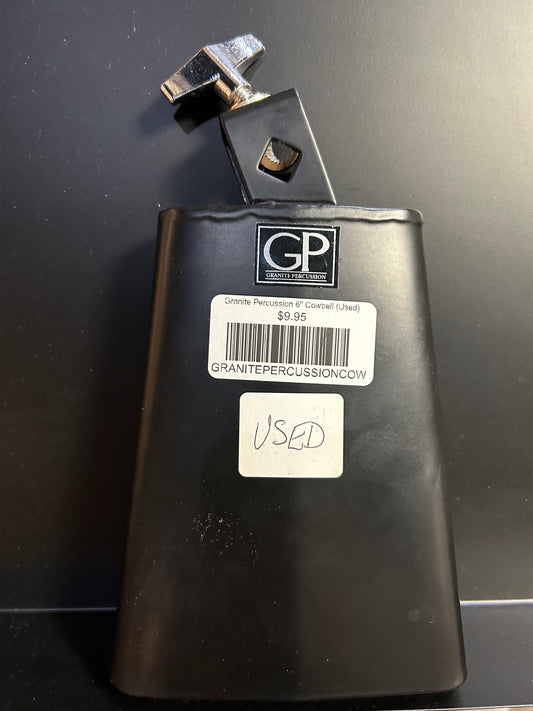 GP
GRANITE PERCUSSION
Granite Percussion 6" Cowbell (Used)
$9.95
GRANITEPERCUSSIONCOW
USED